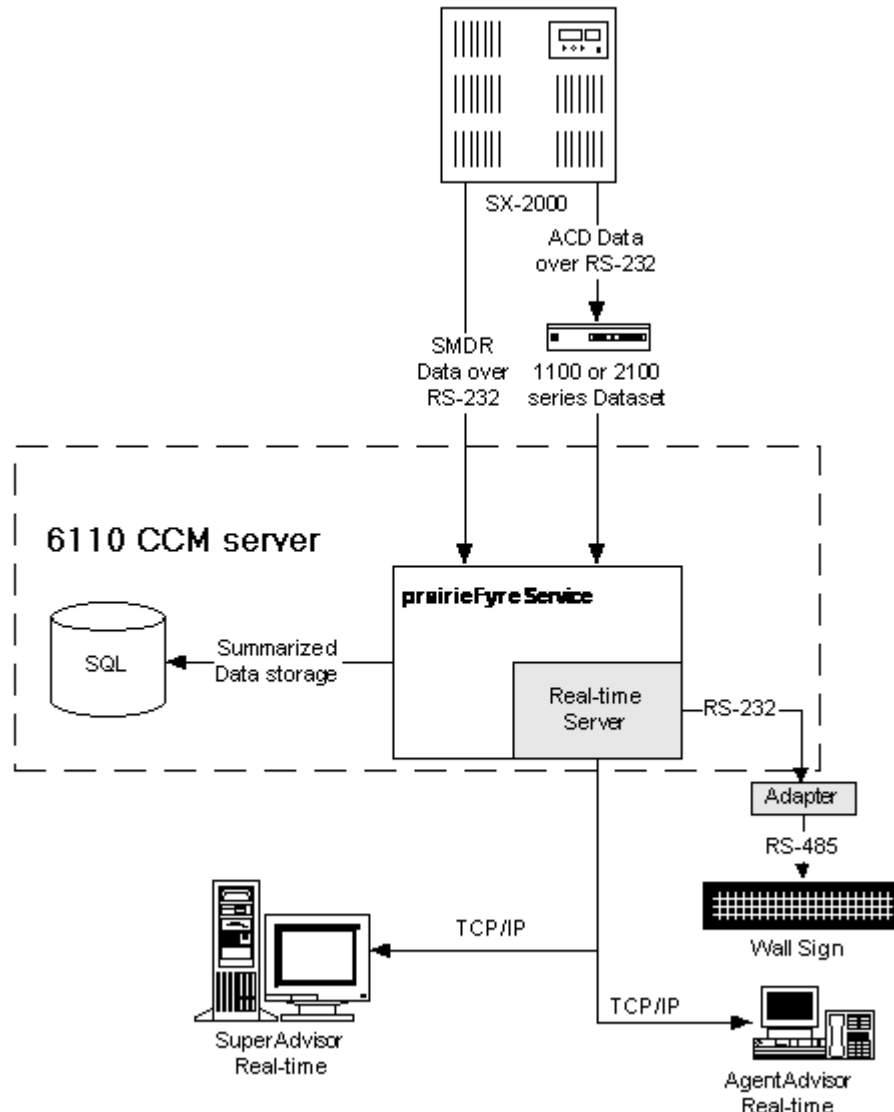 SX-2000
ACD Data
over RS-232
SMDR
Data over
RS-232
1100 or 2100
series Dataset
6110 CCM server
prairieFyre Service
SQL
Summarized
Data storage
Real-time
Server
RS-232
Adapter
RS-485
Wall Sign
TCP/IP
SuperAdvisor
Real-time
TCP/IP
AgentAdvisor
Real-time